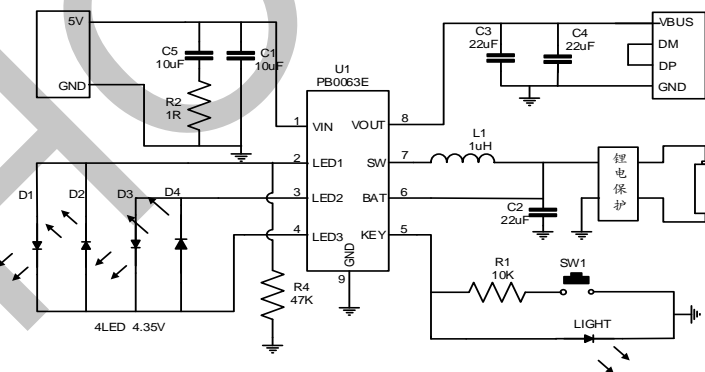 5V
GND
C5
10uF
C1
10uF
R2
1R
U1
PB0063E
1
VIN
2
LED1
3
LED2
4
LED3
VOUT
8
SW
7
BAT
6
KEY
5
GND
9
C3
22uF
C4
22uF
VBUS
DM
DP
GND
L1
1uH
C2
22uF
锂电保护
D1
D2
D3
D4
4LED 4.35V
R4
47K
R1
10K
SW1
LIGHT